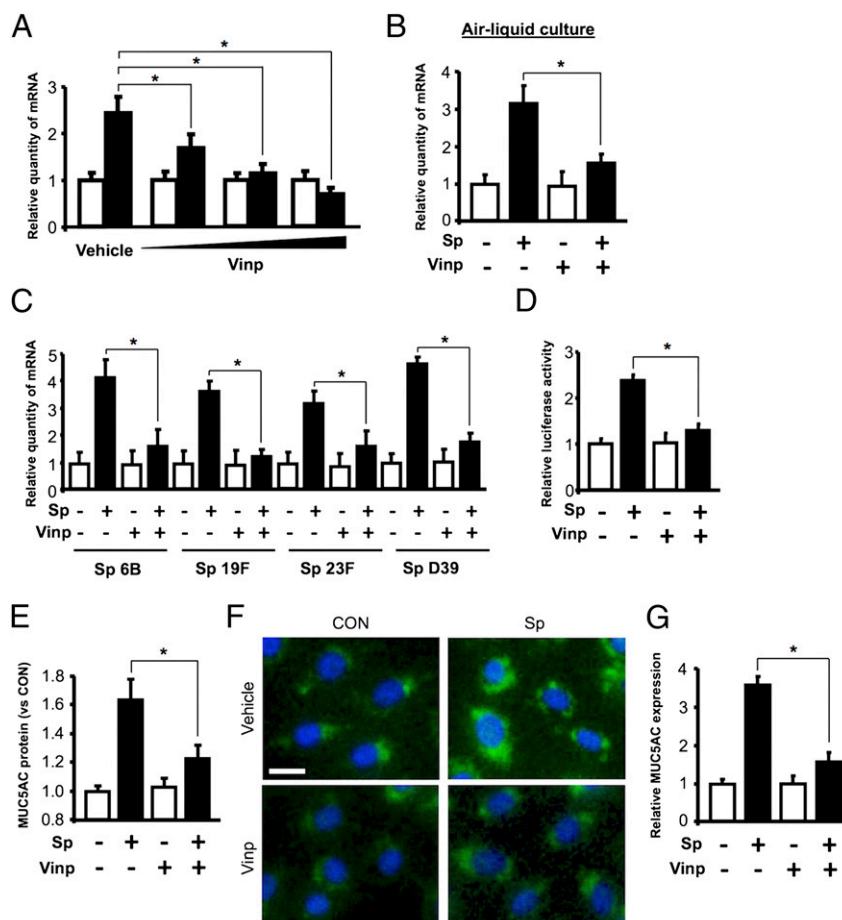 A
Relative quantity of mRNA
3
2
1
0
*
*
*
Vehicle
Vinp
B
Air-liquid culture
Relative quantity of mRNA
4
3
2
1
0
*
Sp - + - +
Vinp - - + +
C
Relative quantity of mRNA
5
4
3
2
1
0
*
*
*
*
Sp - + - + - + - + - + - + - + - +
Vinp - - + + - - + + - - + + - - + +
Sp 6B Sp 19F Sp 23F Sp D39
D
Relative luciferase activity
3
2
1
0
*
Sp - + - +
Vinp - - + +
E
MUC5AC protein (vs CON)
1.8
1.6
1.4
1.2
1.0
0.8
*
Sp - + - +
Vinp - - + +
F
CON Sp
Vehicle
Vinp
G
Relative MUC5AC expression
4
3
2
1
0
*
Sp - + - +
Vinp - - + +